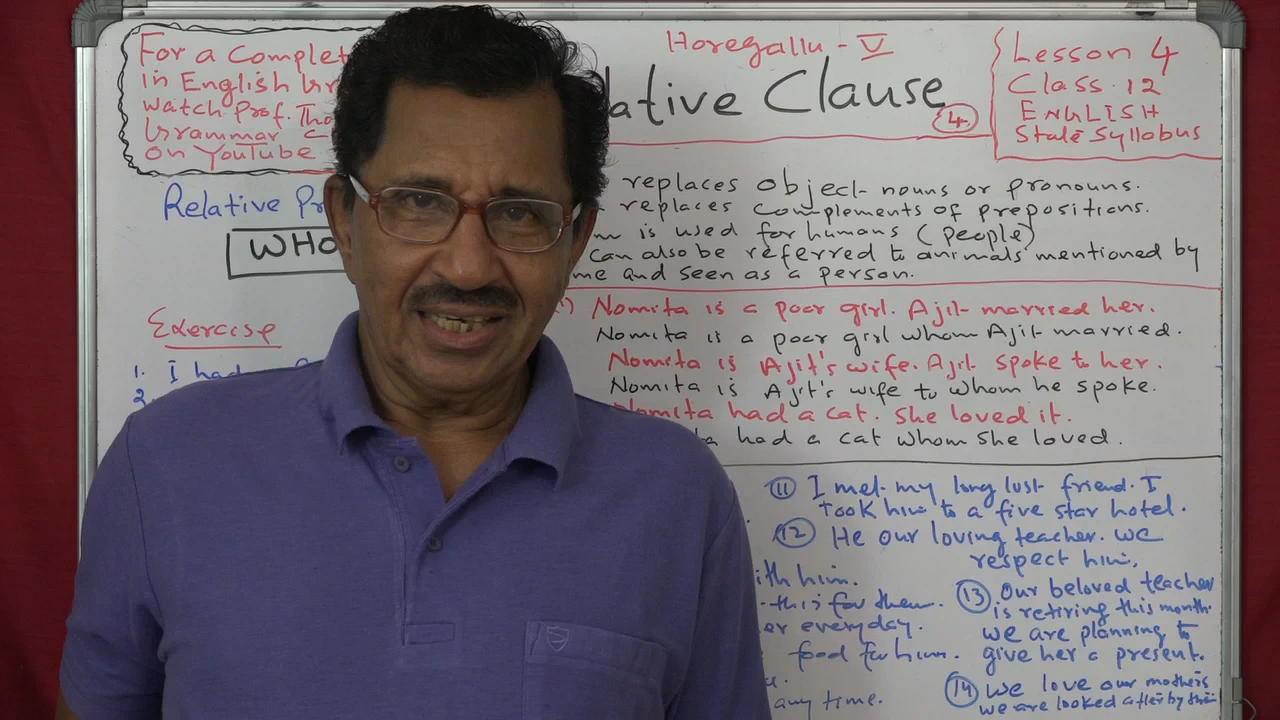 For a Complet
in English Gr
watch Prof. Tho
Grammar C
on YouTube
Horegallu - V
lative Clause
4
Lesson 4
Class 12
ENGLISH
State Syllabus
Relative Pr
WHO
replaces object nouns or pronouns.
replaces complements of prepositions.
m is used for humans (people)
can also be referred to animals mentioned by
me and seen as a person.
Exercise
1. I had
2.
) Nomita is a poor girl. Ajit married her.
Nomita is a poor girl whom Ajit married.
Nomita is Ajit's wife. Ajit spoke to her.
Nomita is Ajit's wife to whom he spoke.
Nomita had a cat. She loved it.
ta had a cat whom she loved.
ith him.
this for them.
er everyday.
food for him.
any time.
11 I met my long lost friend. I
took him to a five star hotel.
12 He our loving teacher. We
respect him.
13 Our beloved teacher
is retiring this month.
we are planning to
give her a present.
14 We love our mothers
we are looked after by the